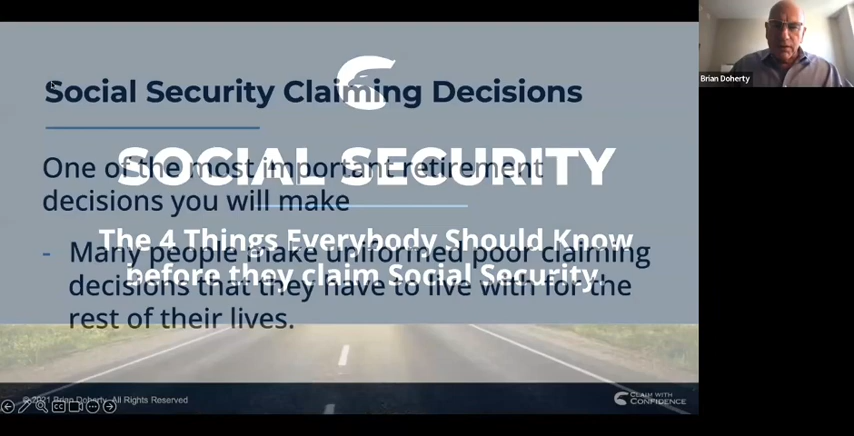 Social Security Claiming Decisions
SOCIAL SECURITY
One of the most important retirement
decisions you will make
The 4 Things Everybody Should Know
before they claim Social Security.
- Many people make uniformed poor claiming
decisions that they have to live with for the
rest of their lives.
© 2021 Brian Doherty. All Rights Reserved
CLAIM WITH
CONFIDENCE
Brian Doherty
CC